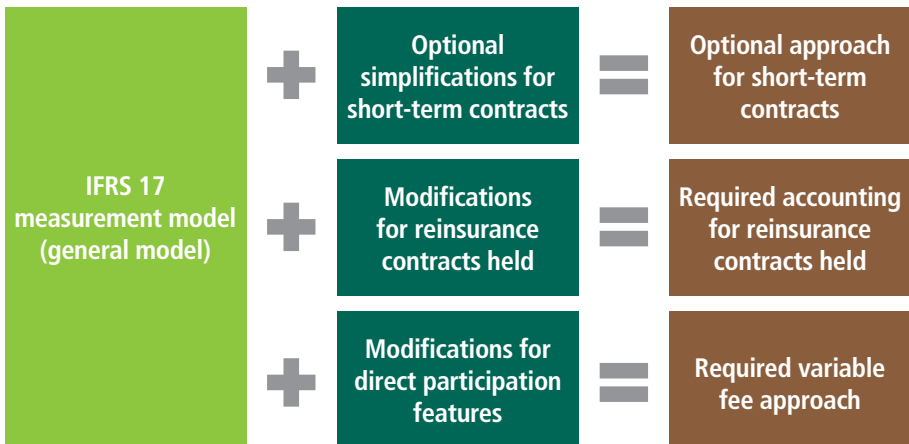 IFRS 17
measurement model
(general model)
Optional
simplifications for
short-term contracts
Optional approach
for short-term
contracts
Modifications
for reinsurance
contracts held
Required accounting
for reinsurance
contracts held
Modifications for
direct participation
features
Required variable
fee approach